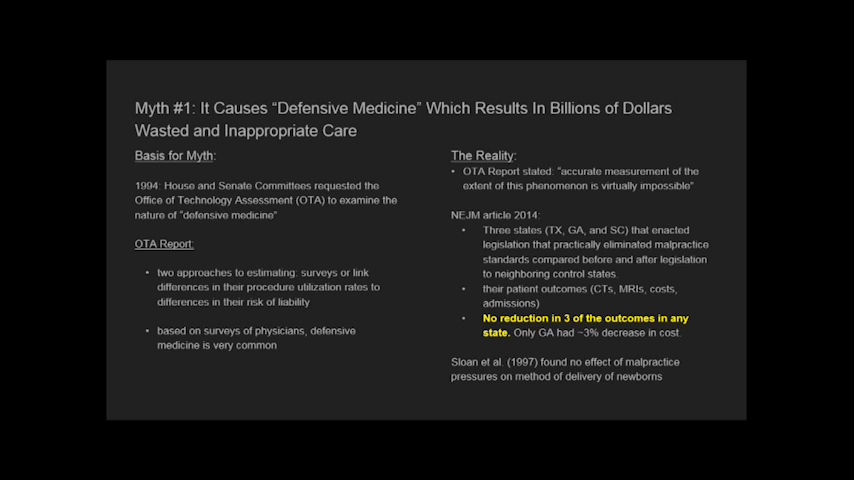 Myth #1: It Causes “Defensive Medicine” Which Results In Billions of Dollars
Wasted and Inappropriate Care
Basis for Myth:
1994: House and Senate Committees requested the
Office of Technology Assessment (OTA) to examine the
nature of “defensive medicine”
OTA Report:
• two approaches to estimating: surveys or link
differences in their procedure utilization rates to
differences in their risk of liability
• based on surveys of physicians, defensive
medicine is very common
The Reality:
• OTA Report stated: “accurate measurement of the
extent of this phenomenon is virtually impossible”
NEJM article 2014:
• Three states (TX, GA, and SC) that enacted
legislation that practically eliminated malpractice
standards compared before and after legislation
to neighboring control states.
• their patient outcomes (CTs, MRIs, costs,
admissions)
• No reduction in 3 of the outcomes in any
state. Only GA had ~3% decrease in cost.
Sloan et al. (1997) found no effect of malpractice
pressures on method of delivery of newborns